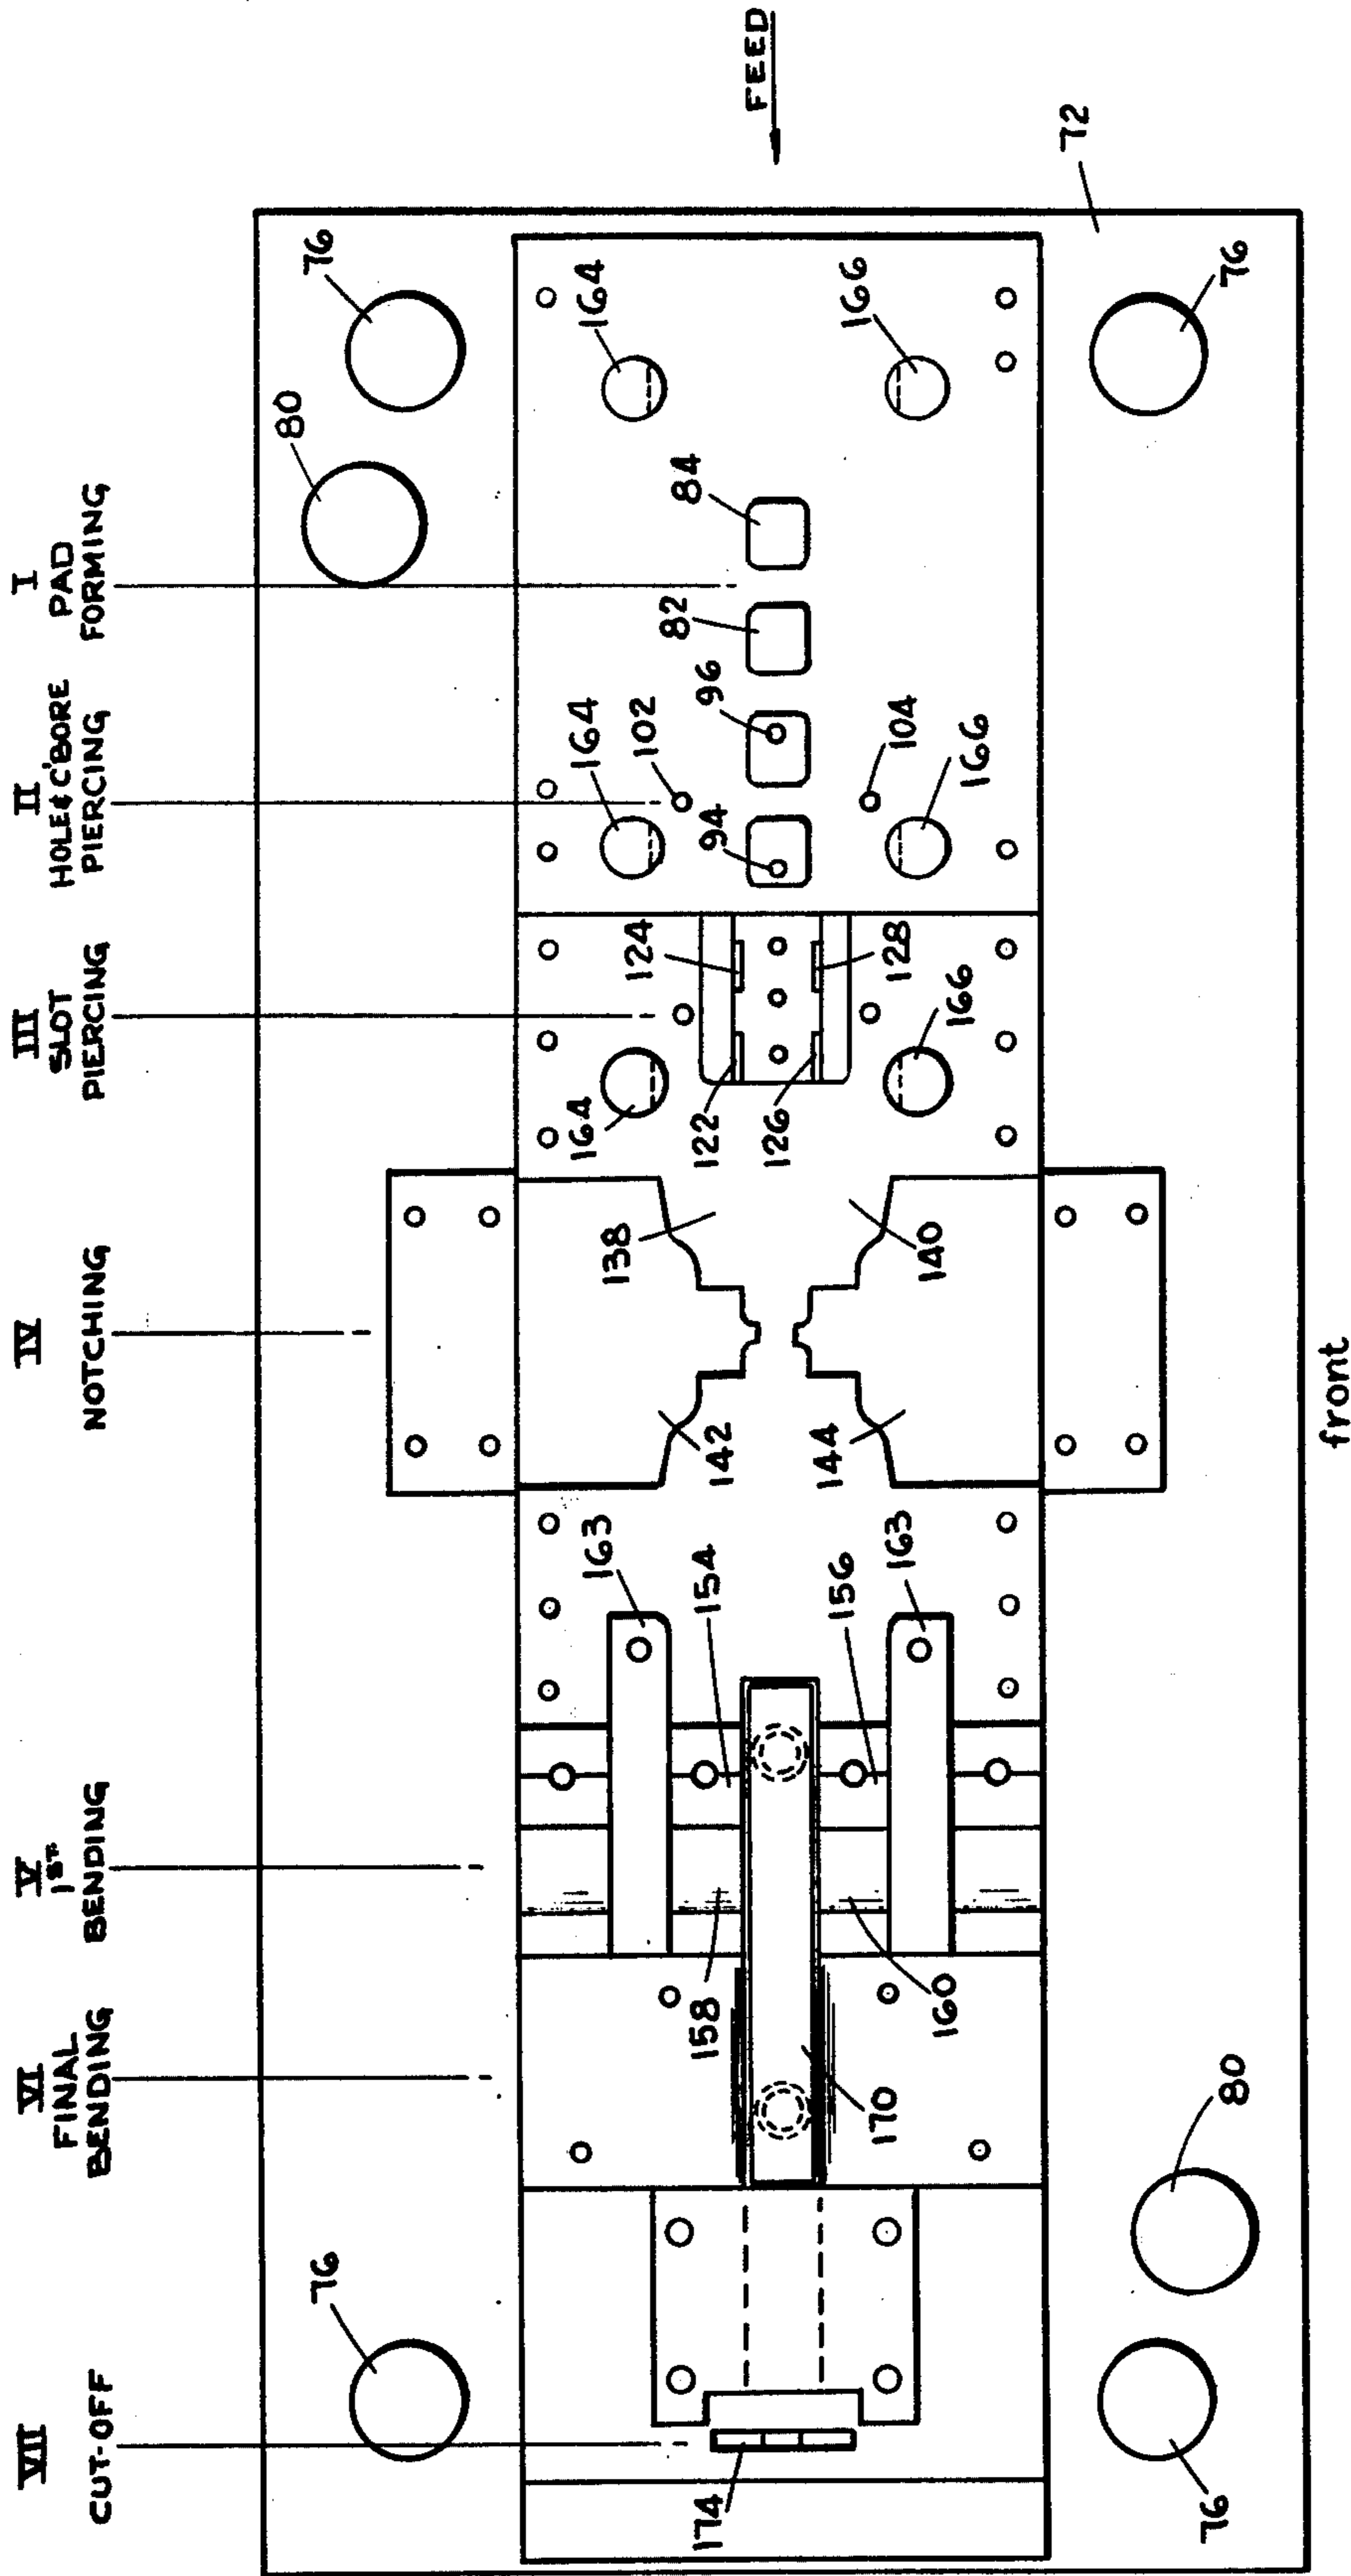 VII
CUT-OFF
VI
FINAL
BENDING
V
1ST
BENDING
IV
NOTCHING
III
SLOT
PIERCING
II
HOLE & C'BORE
PIERCING
I
PAD
FORMING
76
80
76
163
164
164
164
174
158
154
142
138
122
124
102
94
96
82
84
FEED
170
160
156
163
144
140
126
128
166
104
166
166
76
80
72
76
front